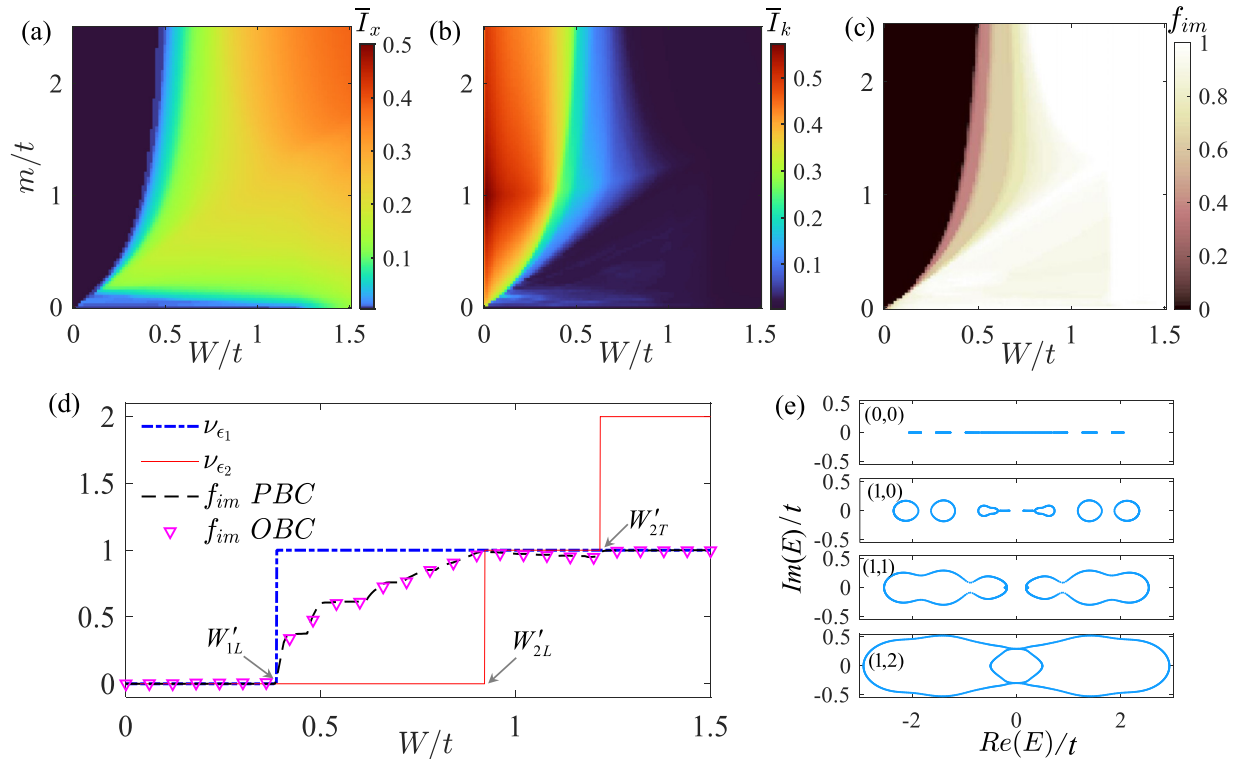 (a)
I̅_x
0.5
0.4
0.3
0.2
0.1
m/t
2
1
0
0
0.5
1
1.5
W/t
(b)
I̅_k
0.5
0.4
0.3
0.2
0.1
2
1
0
0
0.5
1
1.5
W/t
(c)
f_im
1
0.8
0.6
0.4
0.2
0
2
1
0
0
0.5
1
1.5
W/t
(d)
2
1.5
1
0.5
0
ν_ϵ₁
ν_ϵ₂
f_im PBC
f_im OBC
W′_1L
W′_2L
W′_2T
0
0.5
1
1.5
W/t
(e)
Im(E)/t
0.5
0
-0.5
(0,0)
0.5
0
-0.5
(1,0)
0.5
0
-0.5
(1,1)
0.5
0
-0.5
(1,2)
-2
0
2
Re(E)/t